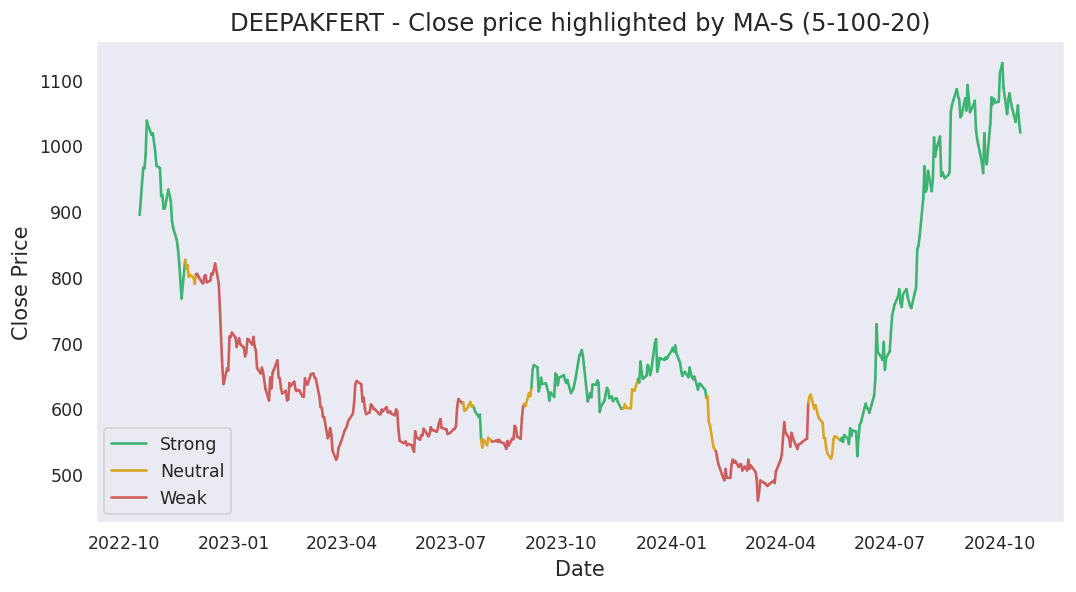 DEEPAKFERT - Close price highlighted by MA-S (5-100-20)
Close Price
1100
1000
900
800
700
600
500
Strong
Neutral
Weak
2022-10
2023-01
2023-04
2023-07
2023-10
2024-01
2024-04
2024-07
2024-10
Date